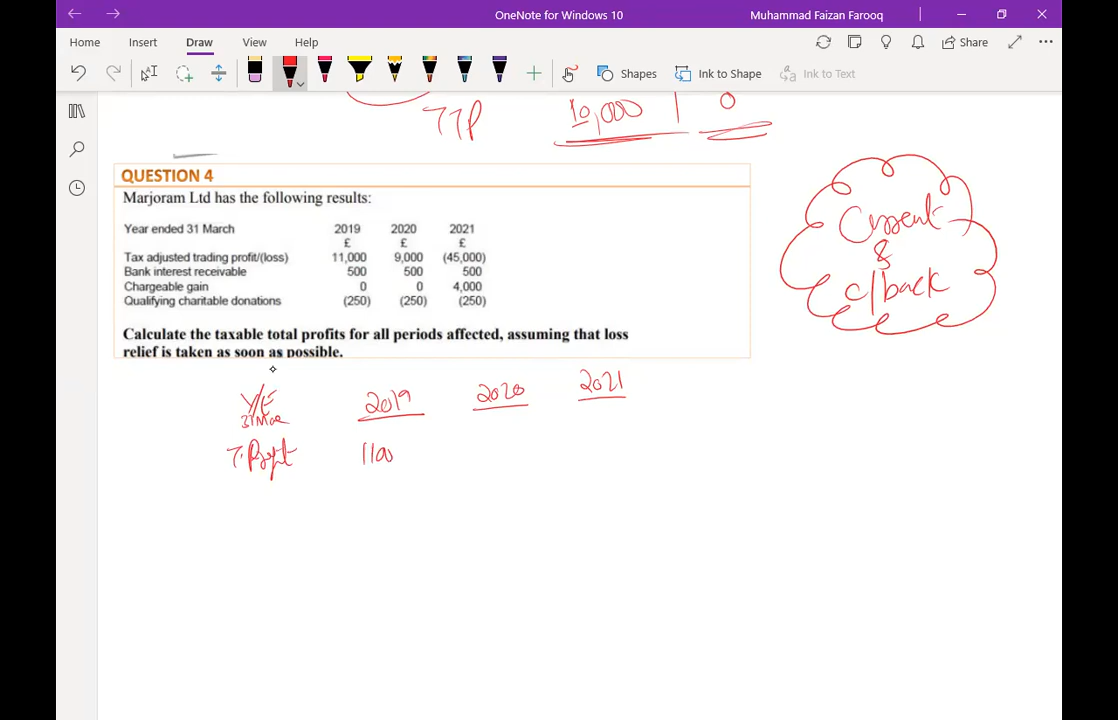 OneNote for Windows 10
Muhammad Faizan Farooq
Home Insert Draw View Help
Share
Shapes Ink to Shape Ink to Text
TTP 10,000 0
QUESTION 4
Marjoram Ltd has the following results:
Year ended 31 March 2019 2020 2021
£ £ £
Tax adjusted trading profit/(loss) 11,000 9,000 (45,000)
Bank interest receivable 500 500 500
Chargeable gain 0 0 4,000
Qualifying charitable donations (250) (250) (250)
Calculate the taxable total profits for all periods affected, assuming that loss
relief is taken as soon as possible.
Current
&
c/back
Y/E 2019 2020 2021
31 Mar
T.Profit 1100